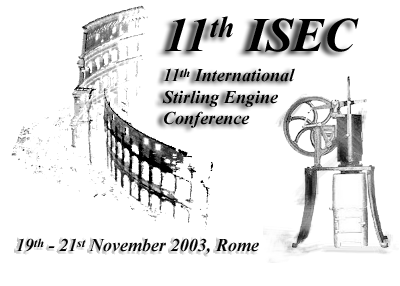 11th ISEC
11th International
Stirling Engine
Conference
19th - 21st November 2003, Rome